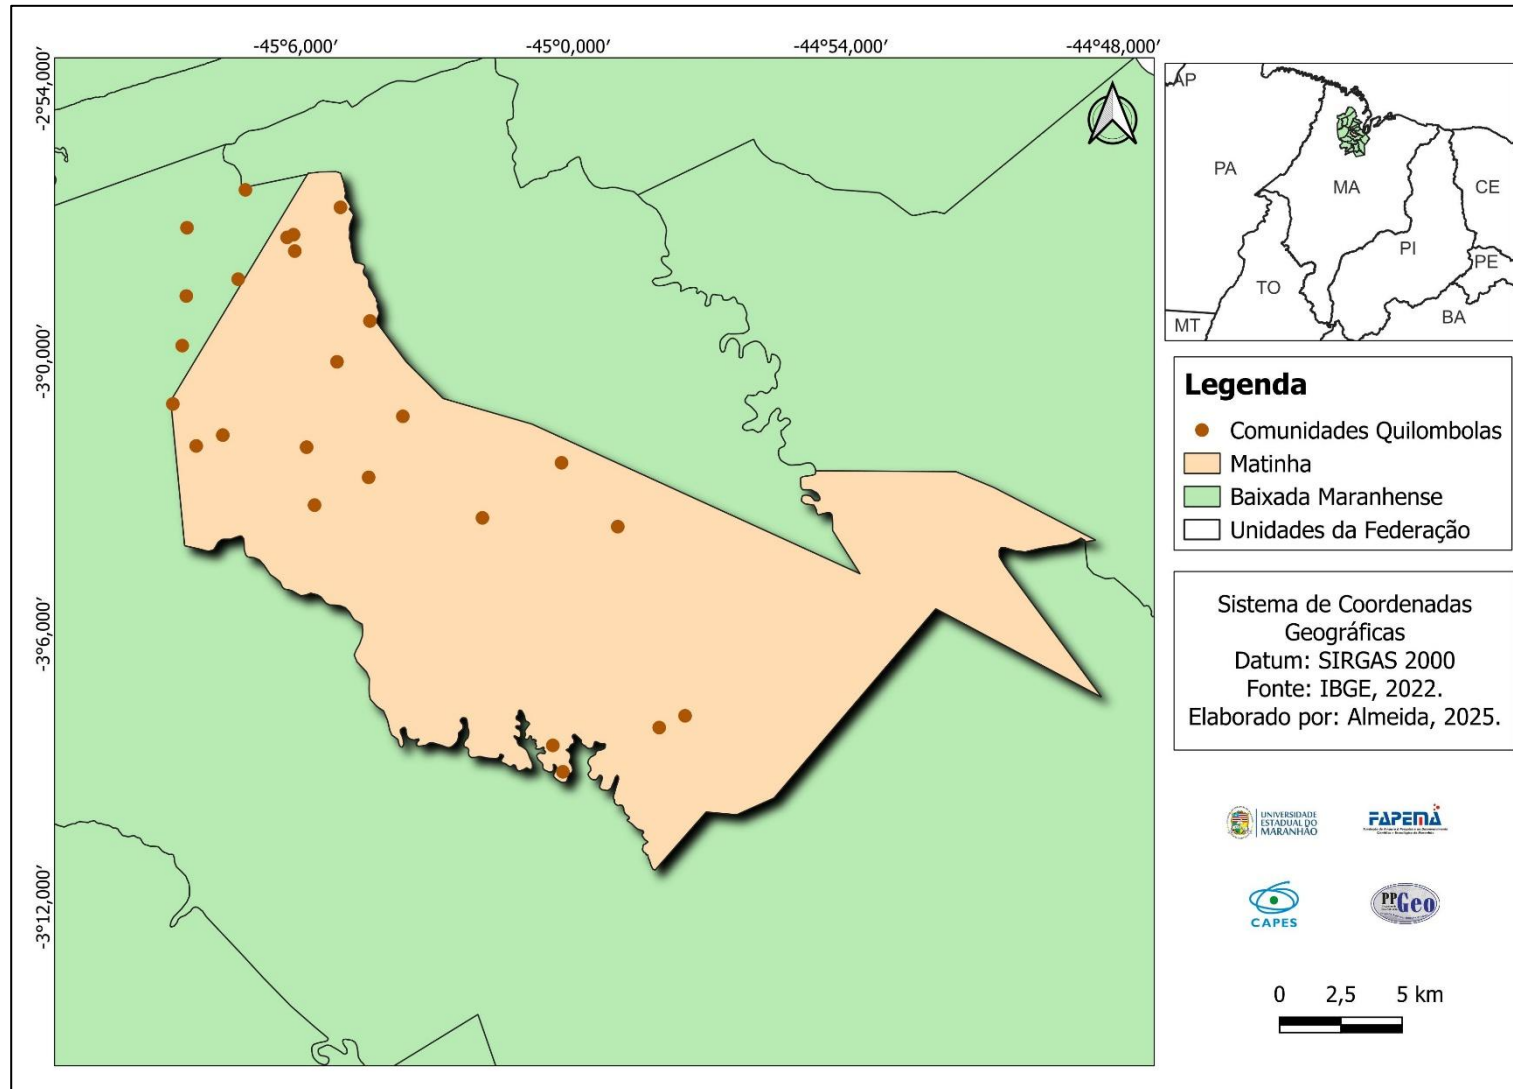 -45°6,000′ -45°0,000′ -44°54,000′ -44°48,000′
-2°54,000′
-3°0,000′
-3°6,000′
-3°12,000′
AP
PA
MA
CE
PI
PE
TO
BA
MT
Legenda
Comunidades Quilombolas
Matinha
Baixada Maranhense
Unidades da Federação
Sistema de Coordenadas
Geográficas
Datum: SIRGAS 2000
Fonte: IBGE, 2022.
Elaborado por: Almeida, 2025.
UNIVERSIDADE
ESTADUAL DO
MARANHÃO
FAPEMA
CAPES
PPGeo
0 2,5 5 km